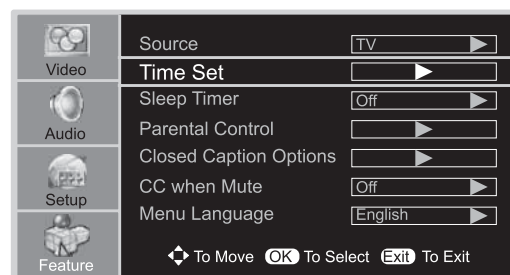 Video
Audio
Setup
Feature
Source TV
Time Set
Sleep Timer Off
Parental Control
Closed Caption Options
CC when Mute Off
Menu Language English
To Move OK To Select Exit To Exit